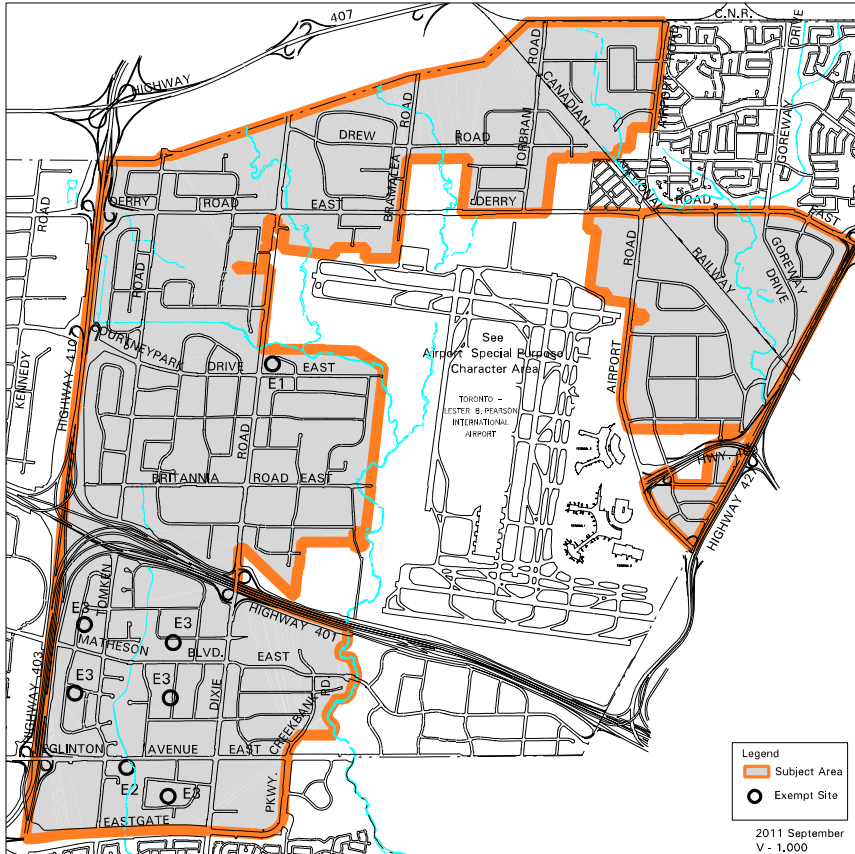 C.N.R.
407
HIGHWAY
ROAD
AIRPORT ROAD
GOREWAY DRIVE
CANADIAN NATIONAL RAILWAY
DREW ROAD
BRAMALEA ROAD
TORBRAM
DERRY ROAD EAST
DERRY
ROAD
EAST
ROAD
KENNEDY
ROAD
ROAD
GOREWAY DRIVE
AIRPORT
HIGHWAY 410
COURTNEYPARK DRIVE EAST
E1
See
Airport Special Purpose
Character Area
TORONTO -
LESTER B. PEARSON
INTERNATIONAL
AIRPORT
ROAD
BRITANNIA ROAD EAST
HIGHWAY 427
TOMKEN
HIGHWAY 401
E3
E3
MATHESON BLVD. EAST
E3
E3
DIXIE
CREEKBANK RD.
HIGHWAY 403
EGLINTON AVENUE EAST
E2
E3
PKWY.
EASTGATE
Legend
Subject Area
Exempt Site
2011 September
V - 1,000